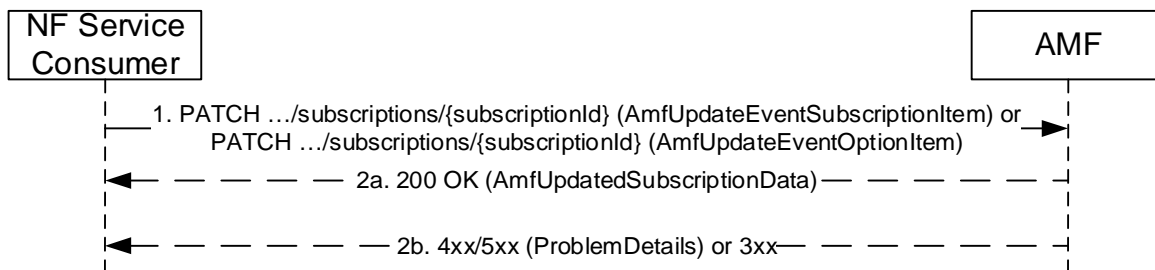 NF Service
Consumer
AMF
1. PATCH …/subscriptions/{subscriptionId} (AmfUpdateEventSubscriptionItem) or
PATCH …/subscriptions/{subscriptionId} (AmfUpdateEventOptionItem)
2a. 200 OK (AmfUpdatedSubscriptionData)
2b. 4xx/5xx (ProblemDetails) or 3xx